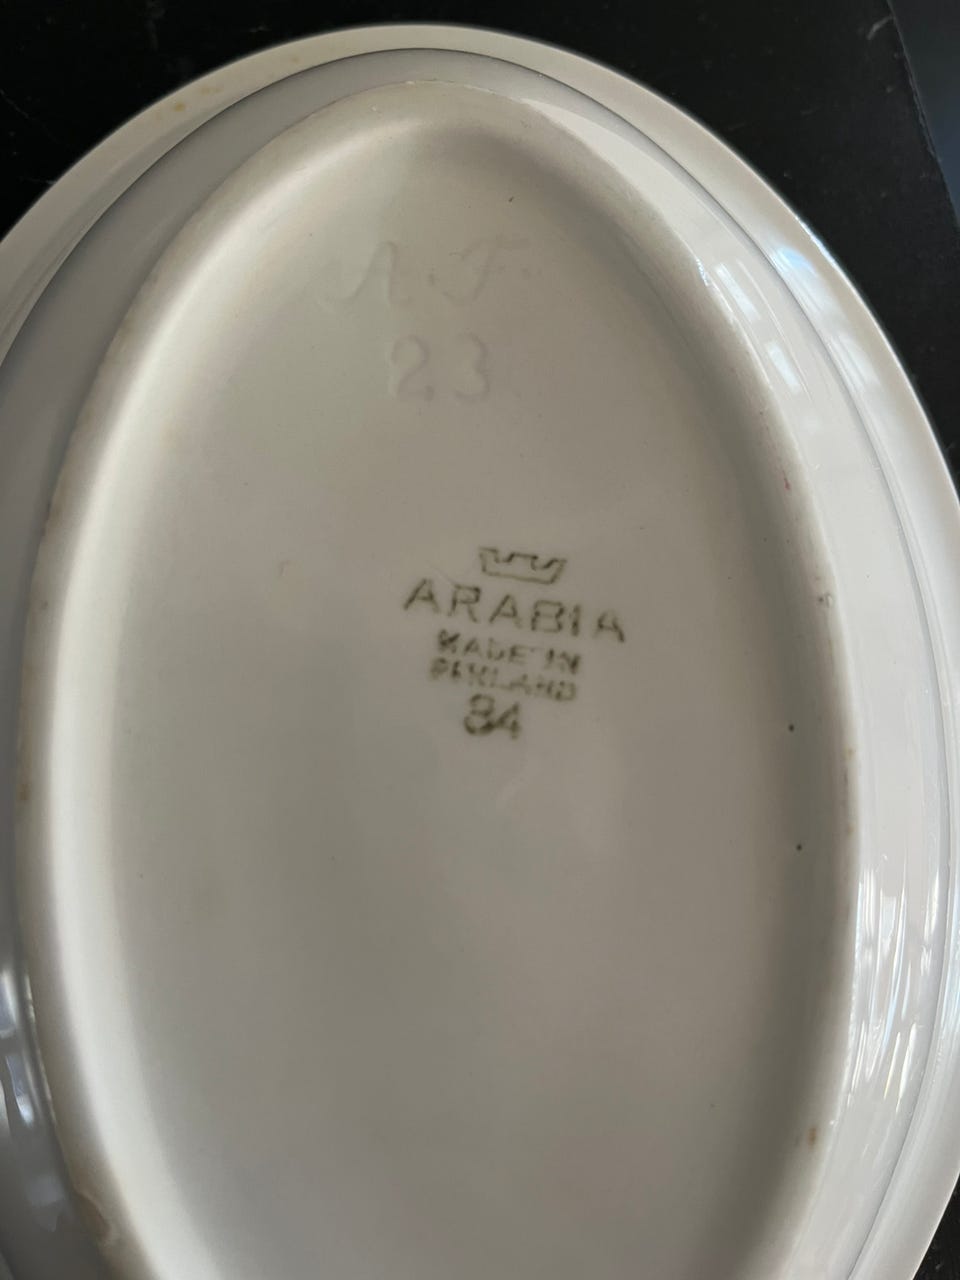 A.F.
23
ARABIA
MADE IN
FINLAND
84